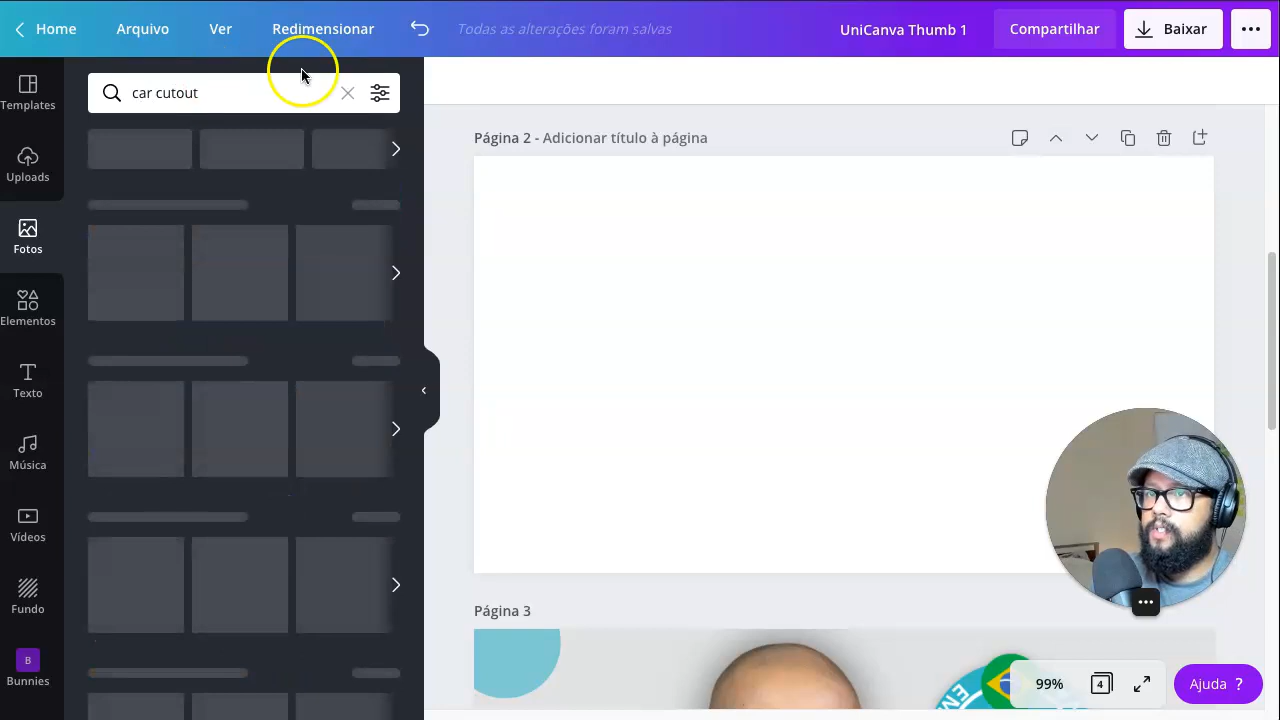 Home
Arquivo
Ver
Redimensionar
Todas as alterações foram salvas
UniCanva Thumb 1
Compartilhar
Baixar
car cutout
Templates
Uploads
Fotos
Elementos
Texto
Música
Vídeos
Fundo
B
Bunnies
Página 2 - Adicionar título à página
Página 3
99%
4
Ajuda ?